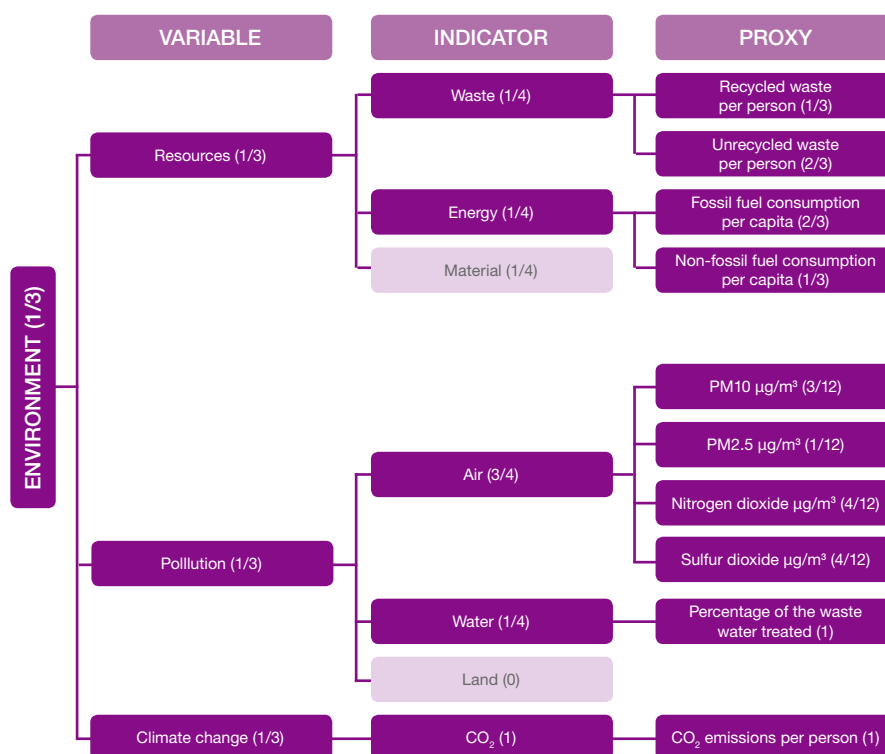 VARIABLE
INDICATOR
PROXY
ENVIRONMENT (1/3)
Resources (1/3)
Waste (1/4)
Recycled waste
per person (1/3)
Unrecycled waste
per person (2/3)
Energy (1/4)
Fossil fuel consumption
per capita (2/3)
Non-fossil fuel consumption
per capita (1/3)
Material (1/4)
Polllution (1/3)
Air (3/4)
PM10 µg/m³ (3/12)
PM2.5 µg/m³ (1/12)
Nitrogen dioxide µg/m³ (4/12)
Sulfur dioxide µg/m³ (4/12)
Water (1/4)
Percentage of the waste
water treated (1)
Land (0)
Climate change (1/3)
CO₂ (1)
CO₂ emissions per person (1)